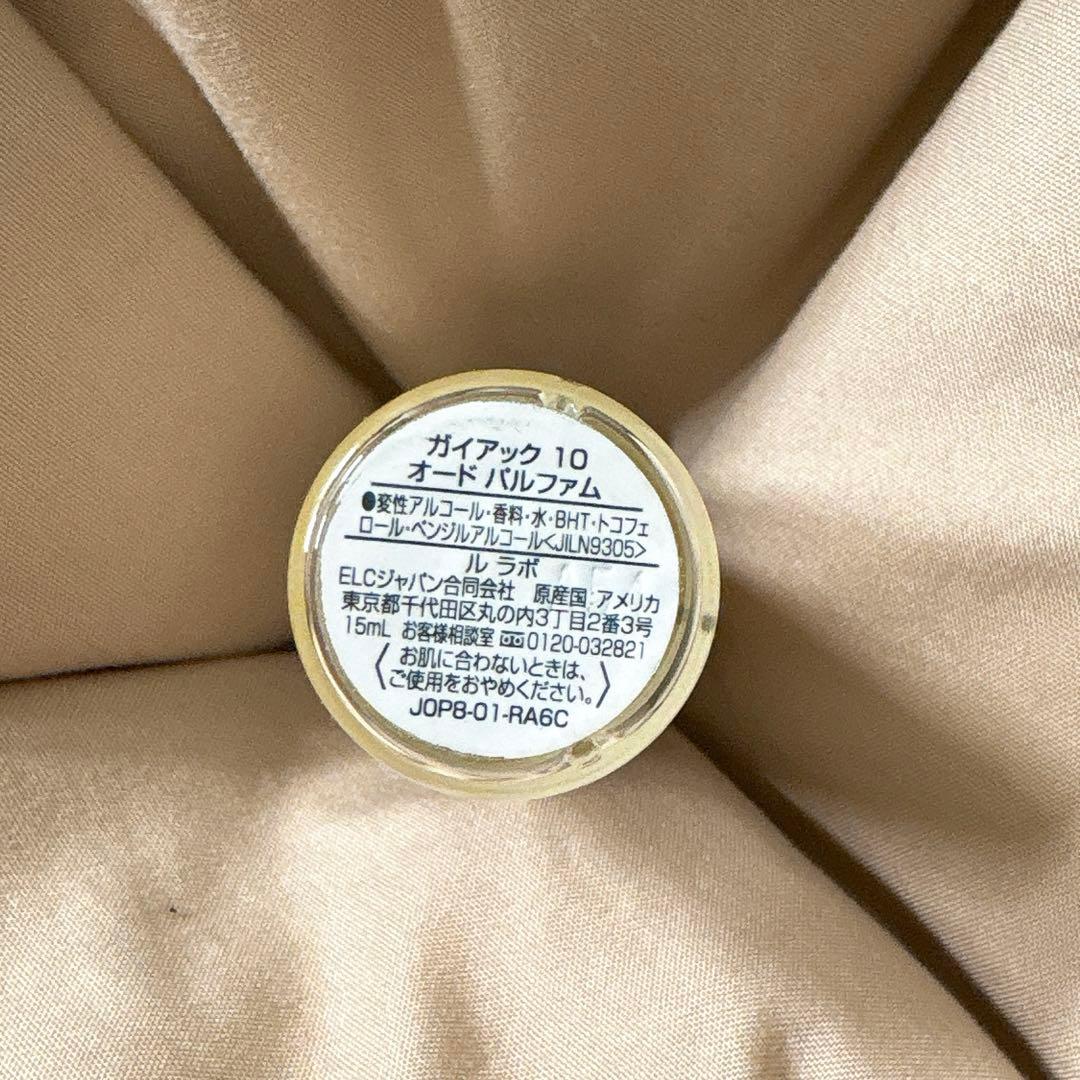 ガイアック 10
オード パルファム
●変性アルコール・香料・水・BHT・トコフェ
ロール・ベンジルアルコール<JILN9305>
ル ラボ
ELCジャパン合同会社 原産国:アメリカ
東京都千代田区丸の内3丁目2番3号
15mL お客様相談室 0120-032821
〈お肌に合わないときは、
ご使用をおやめください。〉
J0P8-01-RA6C